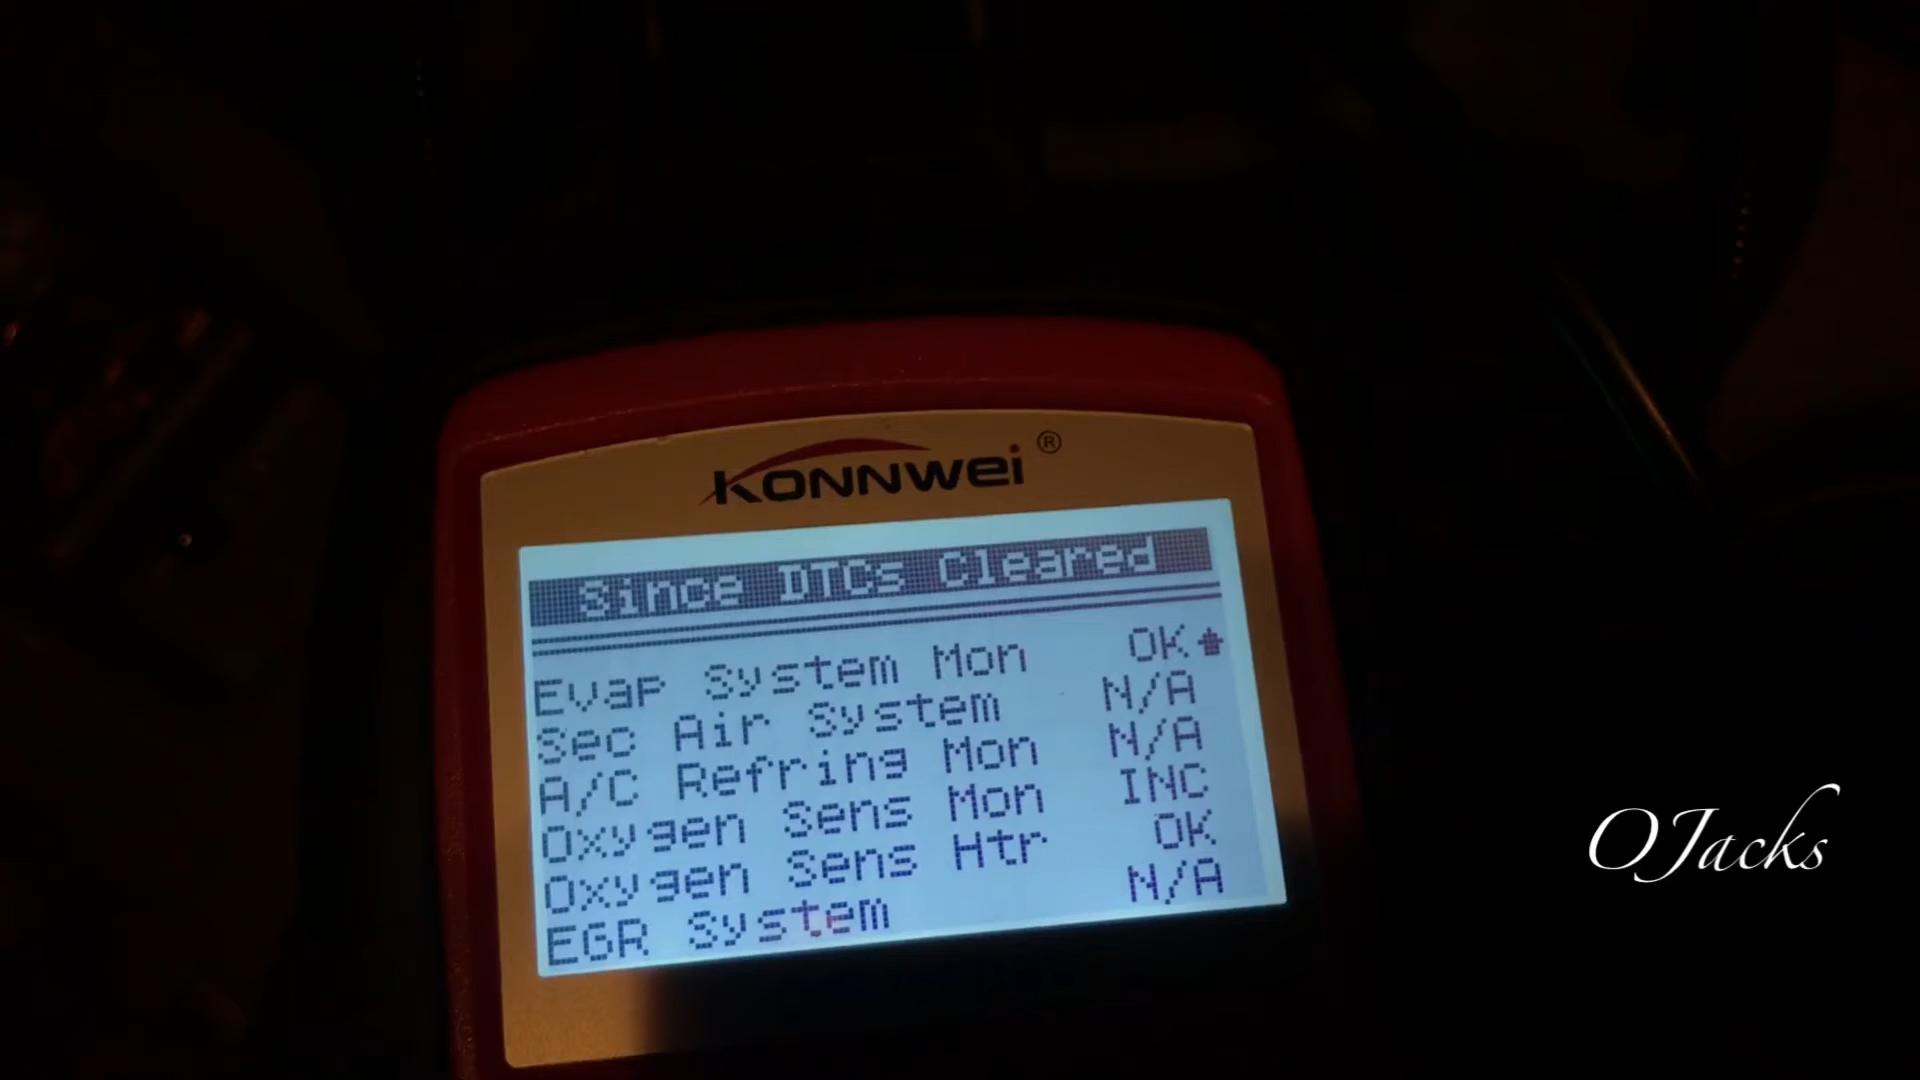 KONNWEI ®
Since DTCs Cleared
Evap System Mon OK
Sec Air System N/A
A/C Refring Mon N/A
Oxygen Sens Mon INC
Oxygen Sens Htr OK
EGR System N/A
OJacks